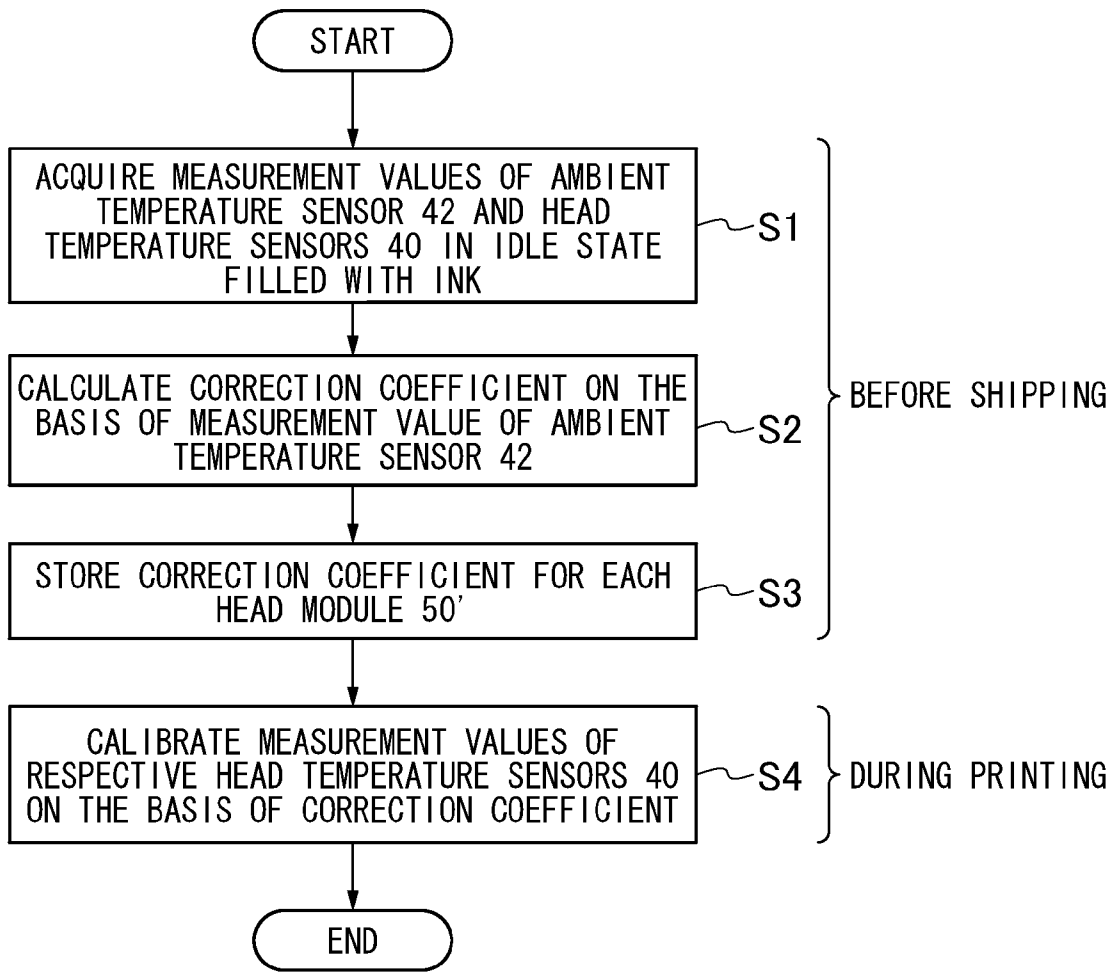 START
ACQUIRE MEASUREMENT VALUES OF AMBIENT
TEMPERATURE SENSOR 42 AND HEAD
TEMPERATURE SENSORS 40 IN IDLE STATE
FILLED WITH INK
S1
CALCULATE CORRECTION COEFFICIENT ON THE
BASIS OF MEASUREMENT VALUE OF AMBIENT
TEMPERATURE SENSOR 42
S2
BEFORE SHIPPING
STORE CORRECTION COEFFICIENT FOR EACH
HEAD MODULE 50'
S3
CALIBRATE MEASUREMENT VALUES OF
RESPECTIVE HEAD TEMPERATURE SENSORS 40
ON THE BASIS OF CORRECTION COEFFICIENT
S4
DURING PRINTING
END